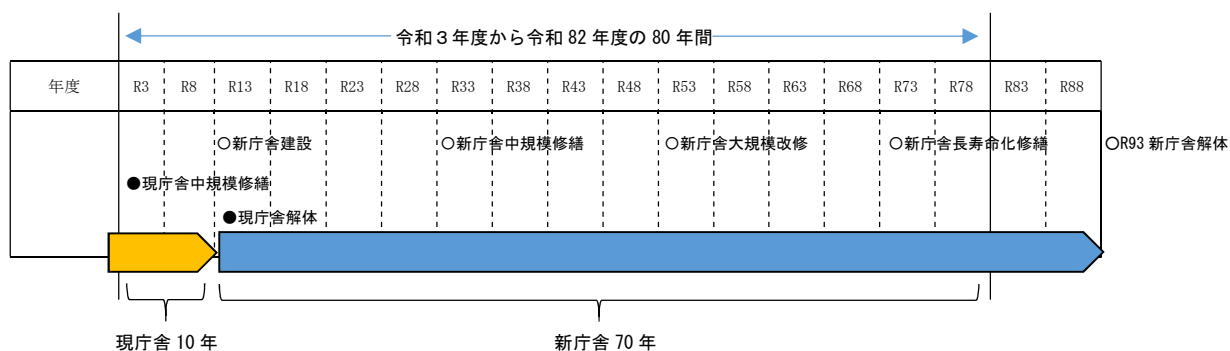 令和３年度から令和 82 年度の 80 年間
年度 R3 R8 R13 R18 R23 R28 R33 R38 R43 R48 R53 R58 R63 R68 R73 R78 R83 R88
○新庁舎建設 ○新庁舎中規模修繕 ○新庁舎大規模改修 ○新庁舎長寿命化修繕 ○R93 新庁舎解体
●現庁舎中規模修繕
●現庁舎解体
現庁舎 10 年 新庁舎 70 年